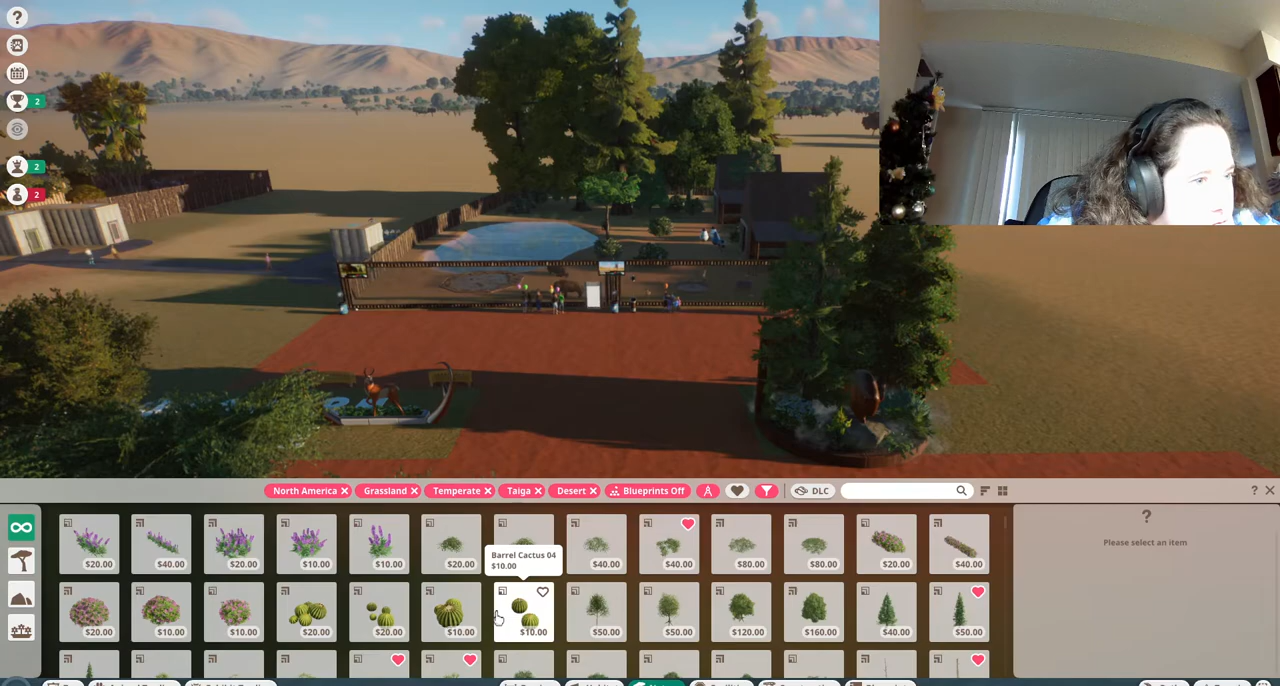 ?
2
2
2
North America ✕ Grassland ✕ Temperate ✕ Taiga ✕ Desert ✕ Blueprints Off DLC ? ✕
$20.00 $40.00 $20.00 $10.00 $10.00 $20.00 $40.00 $40.00 $80.00 $80.00 $20.00 $80.00
Barrel Cactus 04
$10.00
$20.00 $10.00 $10.00 $20.00 $20.00 $10.00 $10.00 $50.00 $50.00 $120.00 $160.00 $40.00 $50.00
?
Please select an item